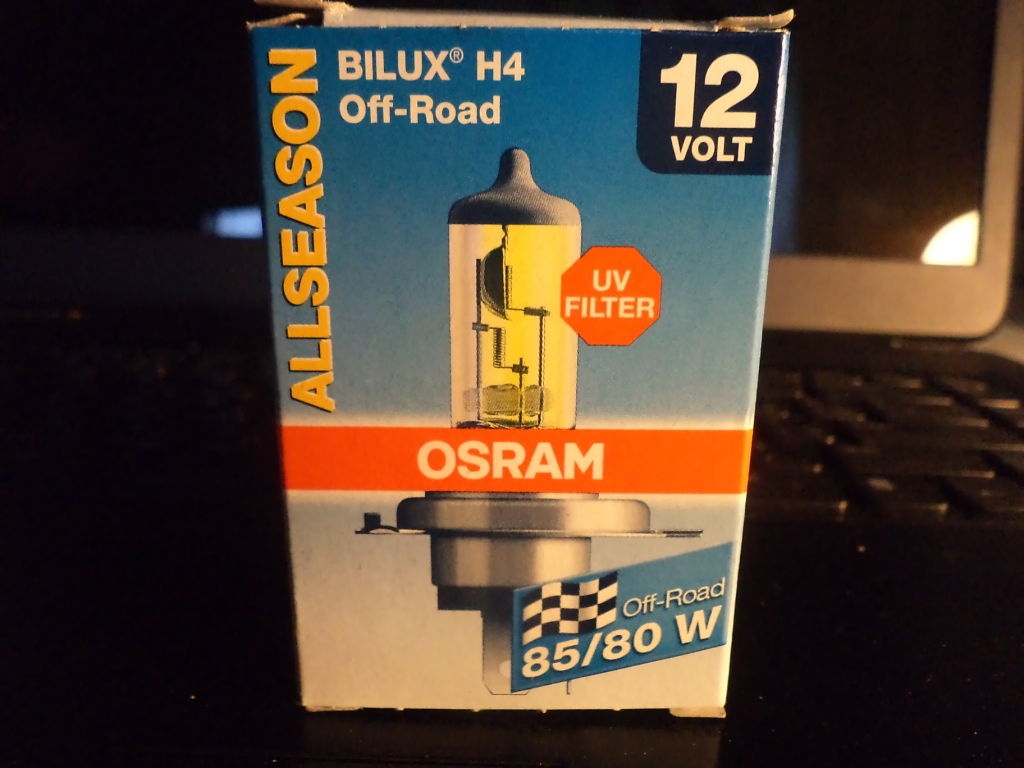 ALLSEASON
BILUX® H4
Off-Road
12
VOLT
UV
FILTER
OSRAM
Off-Road
85/80 W